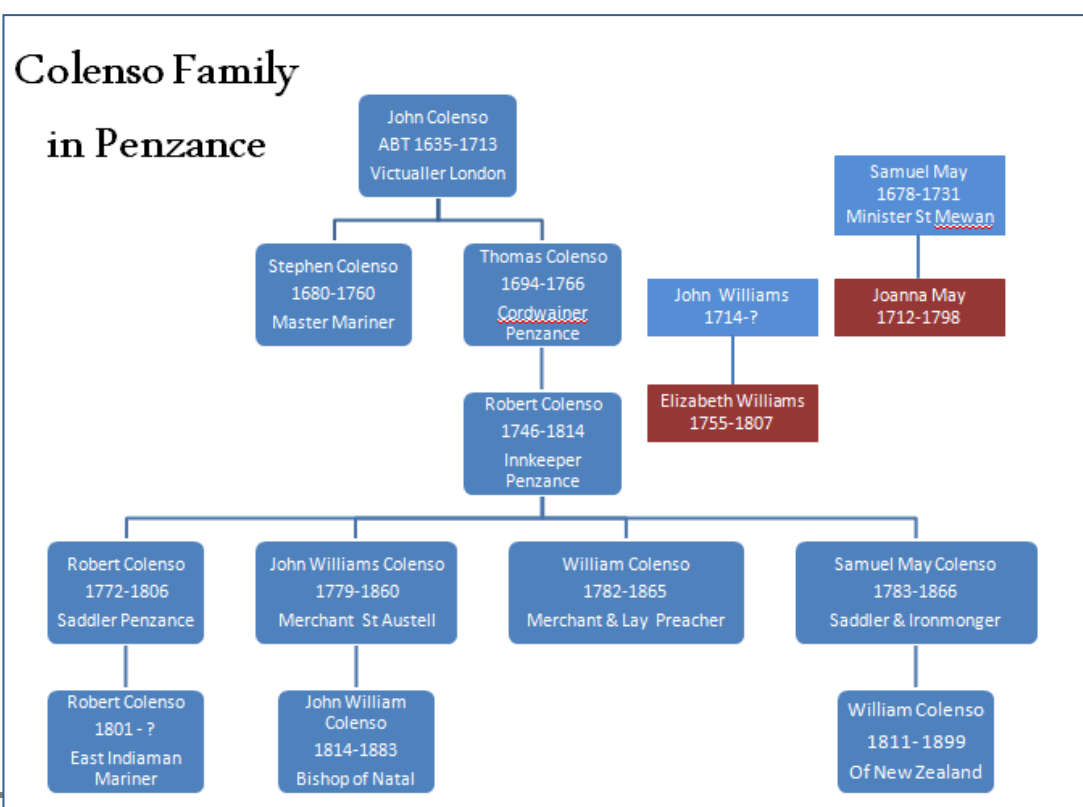 Colenso Family
in Penzance
John Colenso
ABT 1635-1713
Victualler London
Samuel May
1678-1731
Minister St Mewan
Stephen Colenso
1680-1760
Master Mariner
Thomas Colenso
1694-1766
Cordwainer
Penzance
John Williams
1714-?
Joanna May
1712-1798
Robert Colenso
1746-1814
Innkeeper
Penzance
Elizabeth Williams
1755-1807
Robert Colenso
1772-1806
Saddler Penzance
John Williams Colenso
1779-1860
Merchant St Austell
William Colenso
1782-1865
Merchant & Lay Preacher
Samuel May Colenso
1783-1866
Saddler & Ironmonger
Robert Colenso
1801 - ?
East Indiaman
Mariner
John William
Colenso
1814-1883
Bishop of Natal
William Colenso
1811- 1899
Of New Zealand